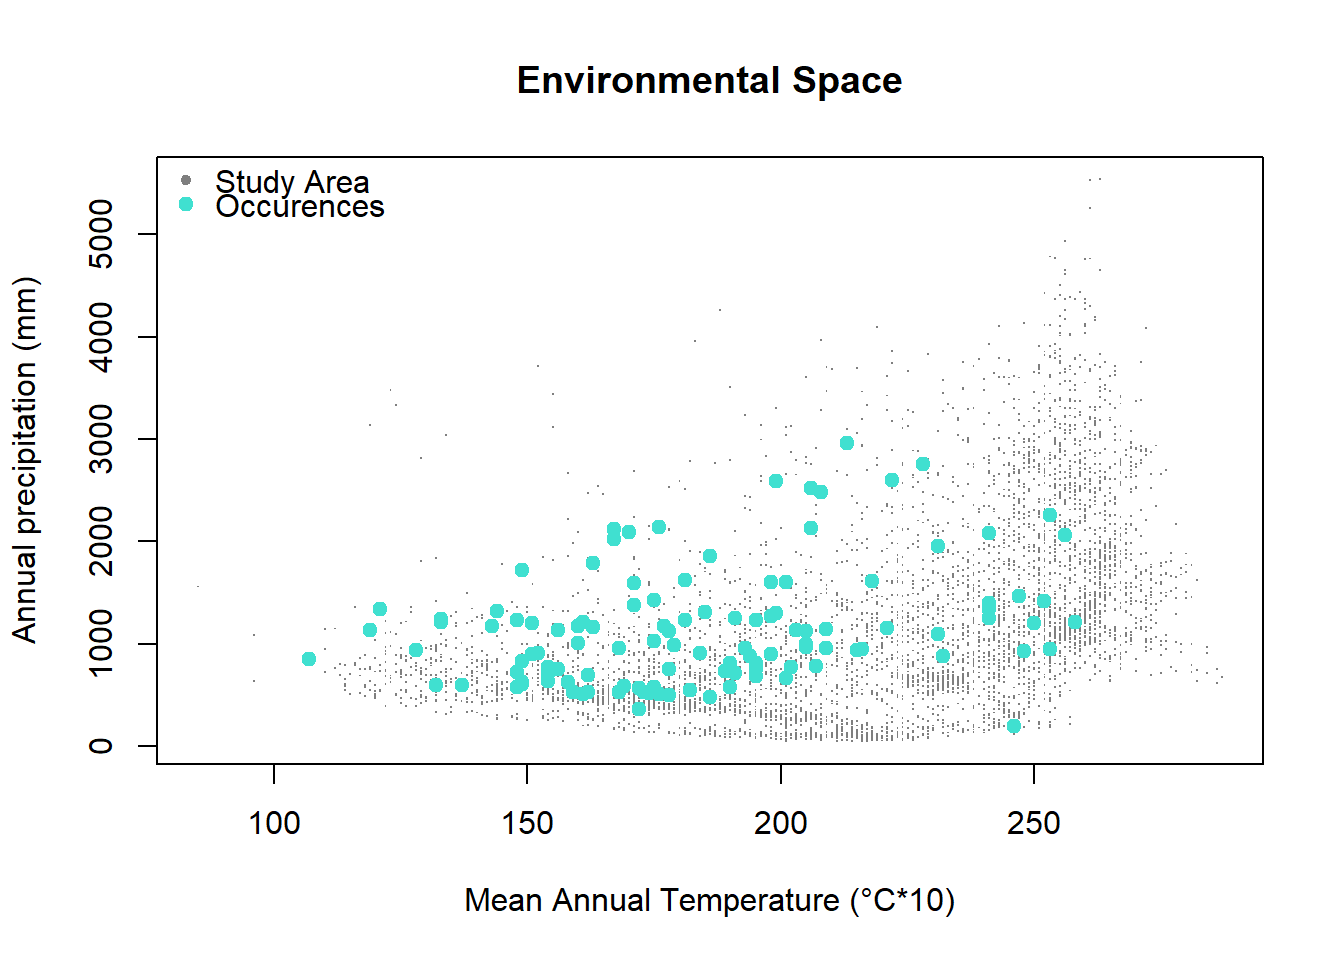 Environmental Space
Study Area
Occurences
Annual precipitation (mm)
5000
4000
3000
2000
1000
0
100 150 200 250
Mean Annual Temperature (°C*10)